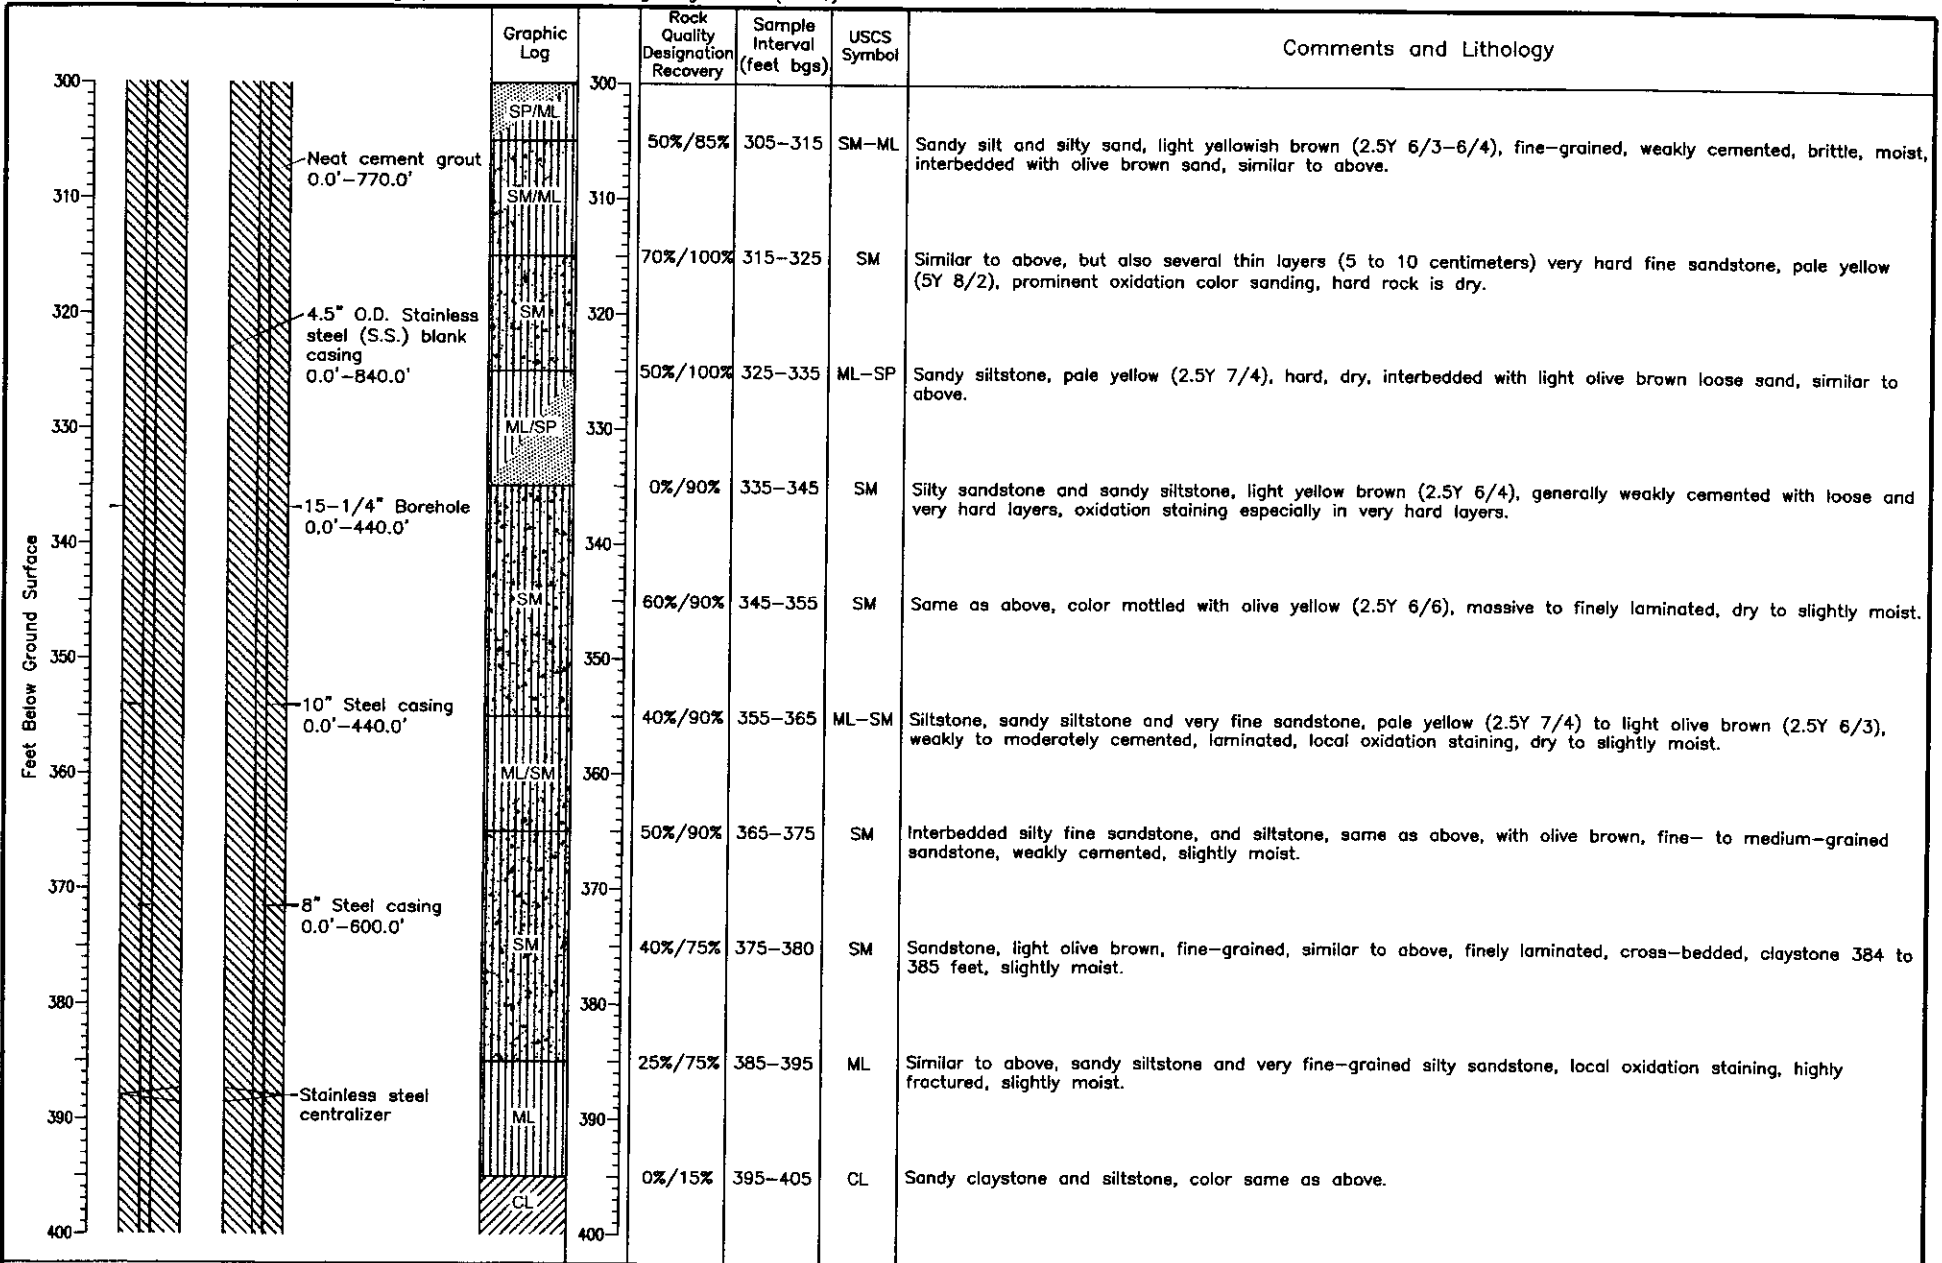 Graphic
Log
Rock
Quality
Designation
Recovery
Sample
Interval
(feet bgs)
USCS
Symbol
Comments and Lithology
Feet Below Ground Surface
300
310
320
330
340
350
360
370
380
390
400
Neat cement grout
0.0'-770.0'
4.5" O.D. Stainless
steel (S.S.) blank
casing
0.0'-840.0'
15-1/4" Borehole
0.0'-440.0'
10" Steel casing
0.0'-440.0'
8" Steel casing
0.0'-600.0'
Stainless steel
centralizer
SP/ML
SM/ML
SM
ML/SP
SM
ML/SM
SM
ML
CL
300
310
320
330
340
350
360
370
380
390
400
50%/85% 305-315 SM-ML Sandy silt and silty sand, light yellowish brown (2.5Y 6/3-6/4), fine-grained, weakly cemented, brittle, moist,
interbedded with olive brown sand, similar to above.
70%/100% 315-325 SM Similar to above, but also several thin layers (5 to 10 centimeters) very hard fine sandstone, pale yellow
(5Y 8/2), prominent oxidation color sanding, hard rock is dry.
50%/100% 325-335 ML-SP Sandy siltstone, pale yellow (2.5Y 7/4), hard, dry, interbedded with light olive brown loose sand, similar to
above.
0%/90% 335-345 SM Silty sandstone and sandy siltstone, light yellow brown (2.5Y 6/4), generally weakly cemented with loose and
very hard layers, oxidation staining especially in very hard layers.
60%/90% 345-355 SM Same as above, color mottled with olive yellow (2.5Y 6/6), massive to finely laminated, dry to slightly moist.
40%/90% 355-365 ML-SM Siltstone, sandy siltstone and very fine sandstone, pale yellow (2.5Y 7/4) to light olive brown (2.5Y 6/3),
weakly to moderately cemented, laminated, local oxidation staining, dry to slightly moist.
50%/90% 365-375 SM Interbedded silty fine sandstone, and siltstone, same as above, with olive brown, fine- to medium-grained
sandstone, weakly cemented, slightly moist.
40%/75% 375-380 SM Sandstone, light olive brown, fine-grained, similar to above, finely laminated, cross-bedded, claystone 384 to
385 feet, slightly moist.
25%/75% 385-395 ML Similar to above, sandy siltstone and very fine-grained silty sandstone, local oxidation staining, highly
fractured, slightly moist.
0%/15% 395-405 CL Sandy claystone and siltstone, color same as above.